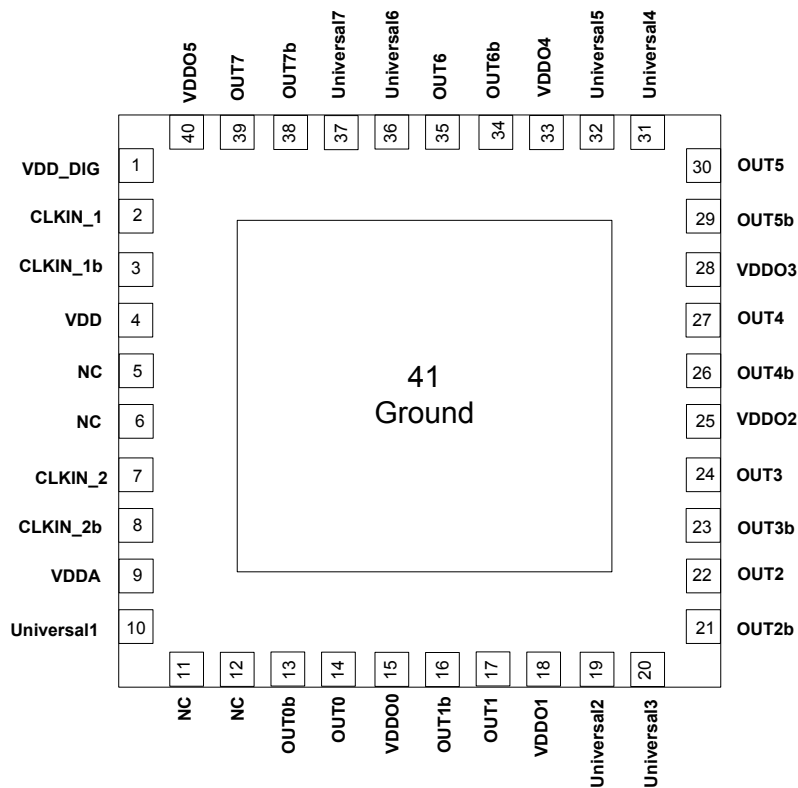 VDDO5
OUT7
OUT7b
Universal7
Universal6
OUT6
OUT6b
VDDO4
Universal5
Universal4
40
39
38
37
36
35
34
33
32
31
VDD_DIG 1
CLKIN_1 2
CLKIN_1b 3
VDD 4
NC 5
NC 6
CLKIN_2 7
CLKIN_2b 8
VDDA 9
Universal1 10
41
Ground
30 OUT5
29 OUT5b
28 VDDO3
27 OUT4
26 OUT4b
25 VDDO2
24 OUT3
23 OUT3b
22 OUT2
21 OUT2b
11
12
13
14
15
16
17
18
19
20
NC
NC
OUT0b
OUT0
VDDO0
OUT1b
OUT1
VDDO1
Universal2
Universal3